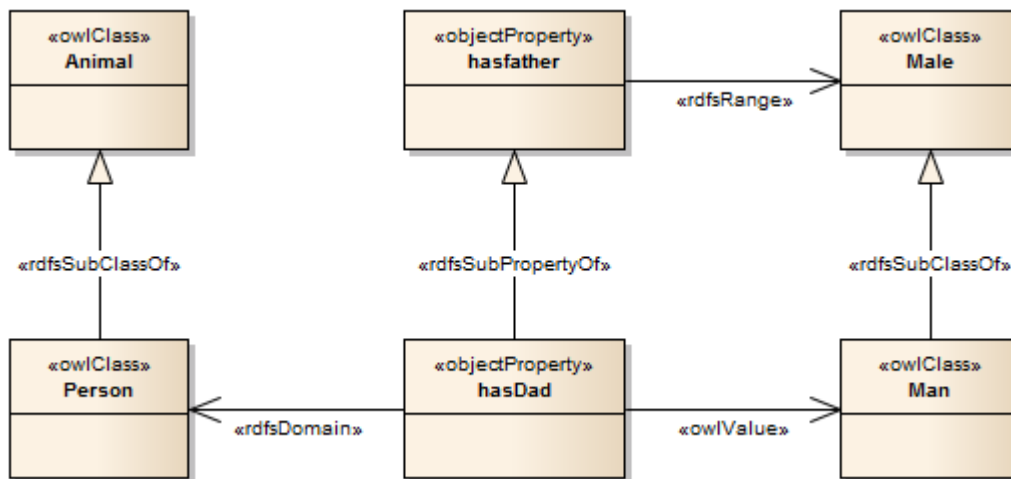 «owlClass»
Animal
«objectProperty»
hasfather
«owlClass»
Male
«rdfsRange»
«rdfsSubClassOf»
«rdfsSubPropertyOf»
«rdfsSubClassOf»
«owlClass»
Person
«objectProperty»
hasDad
«owlClass»
Man
«rdfsDomain»
«owlValue»